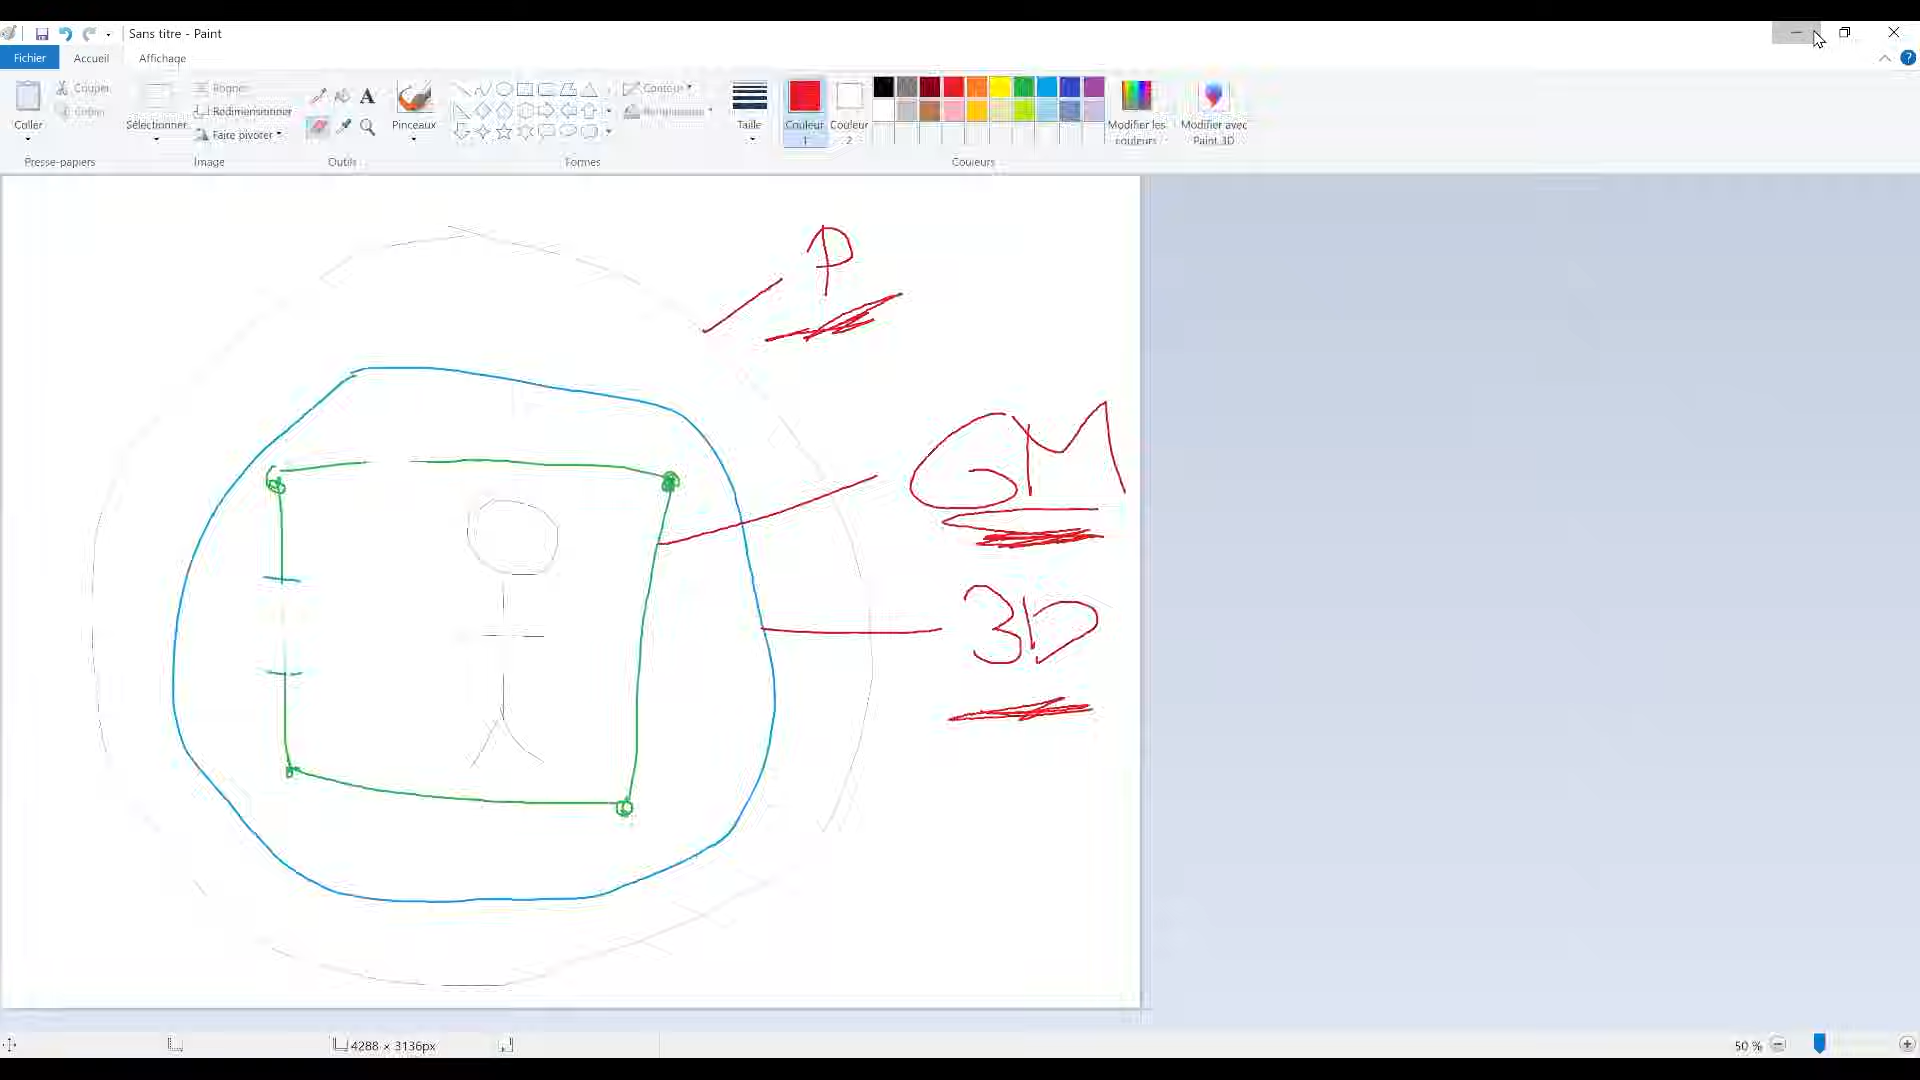 Sans titre - Paint
Fichier Accueil Affichage
Coller
Couper
Copier
Sélectionner
Rogner
Redimensionner
Faire pivoter
A
Pinceaux
Contour
Remplissage
Taille
Couleur 1
Couleur 2
Modifier les couleurs
Modifier avec Paint 3D
Presse-papiers Image Outils Formes Couleurs
P
GM
3D
4288 × 3136px
50 %